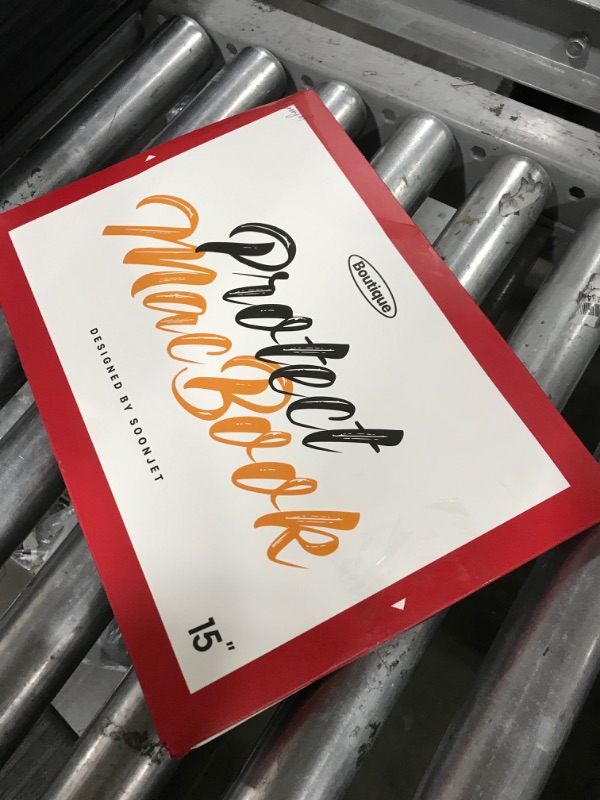 Boutique
Protect
MacBook
DESIGNED BY SOONJET
15"